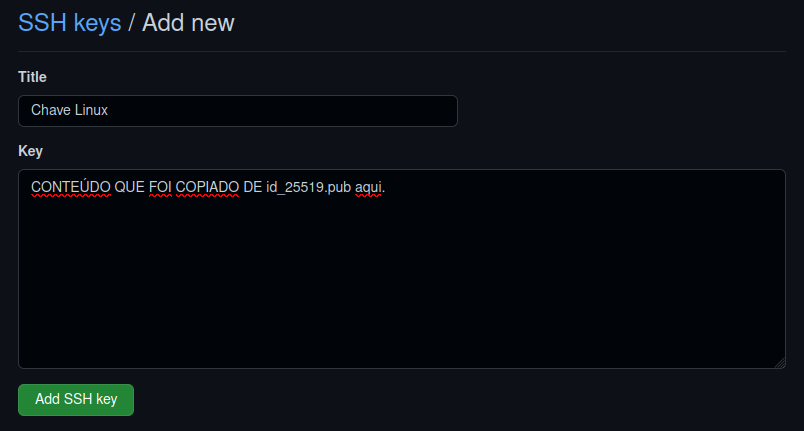 SSH keys / Add new
Title
Chave Linux
Key
CONTEÚDO QUE FOI COPIADO DE id_25519.pub aqui.
Add SSH key